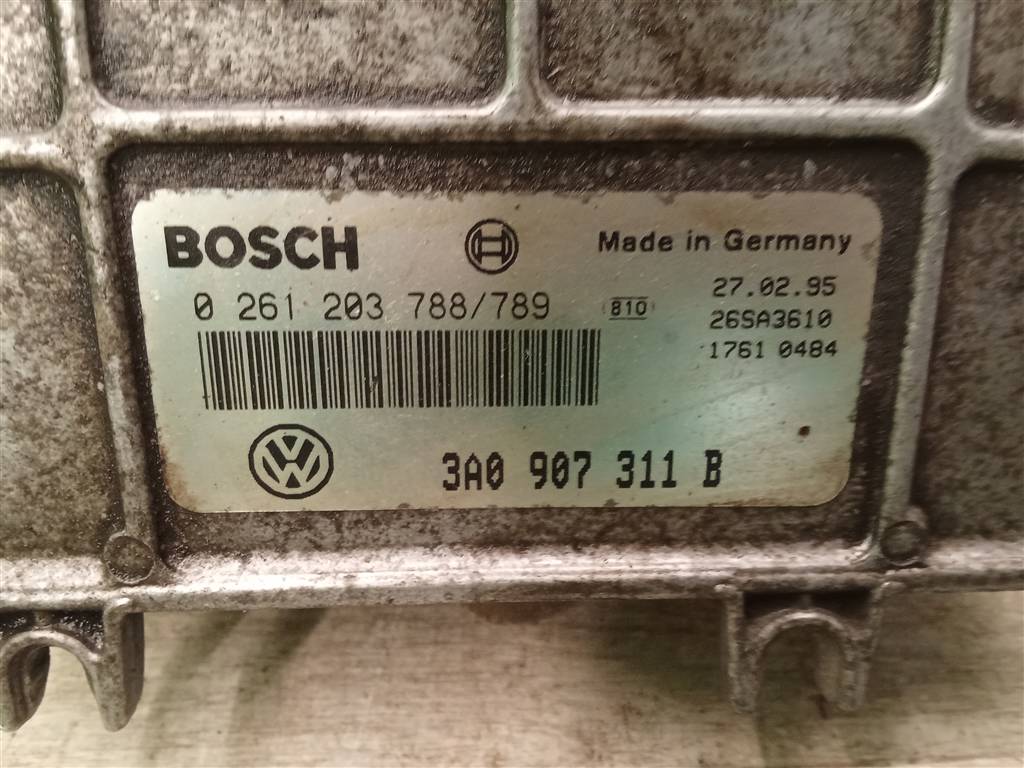 BOSCH
Made in Germany
0 261 203 788/789
810
27.02.95
26SA3610
1761 0484
VW
3A0 907 311 B